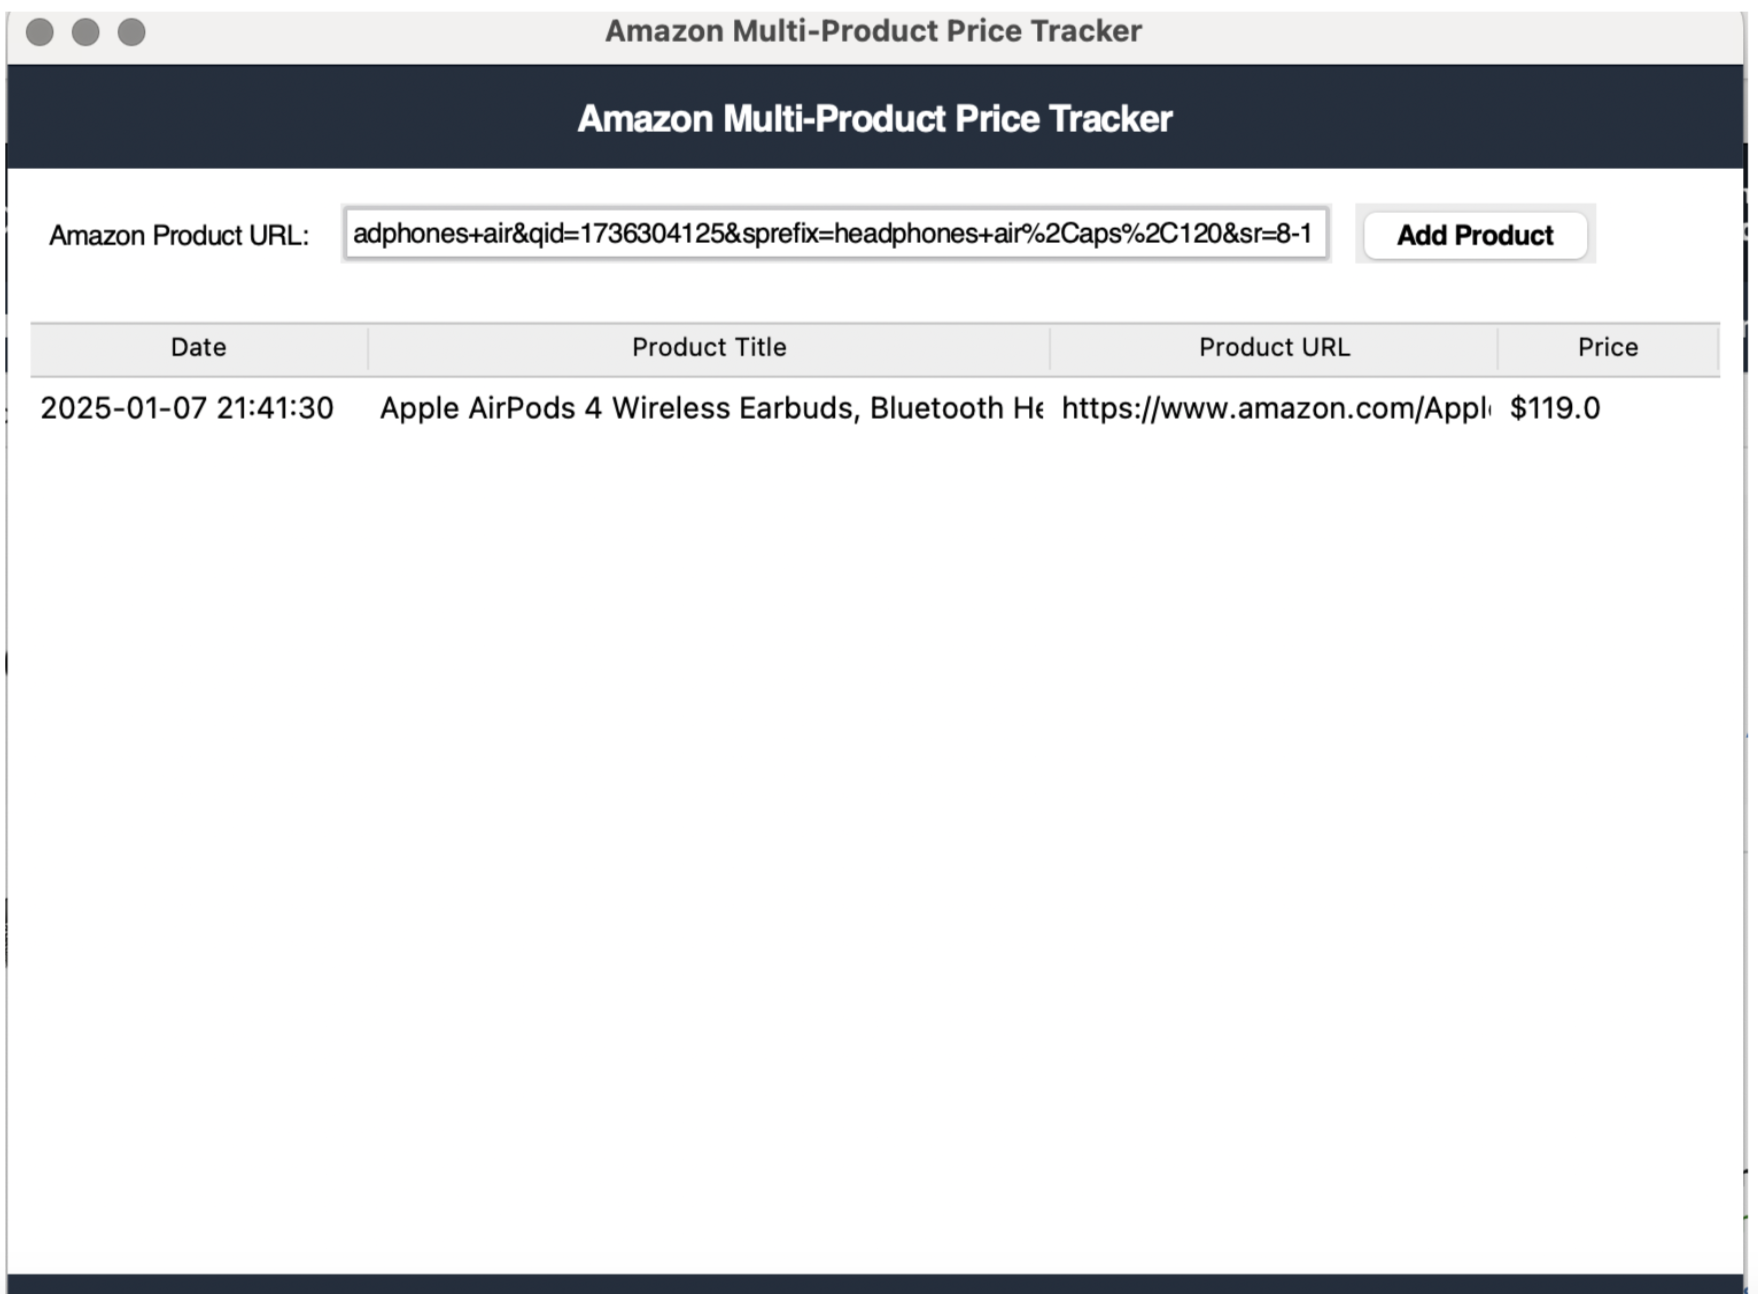 Amazon Multi-Product Price Tracker
Amazon Multi-Product Price Tracker
Amazon Product URL: adphones+air&qid=1736304125&sprefix=headphones+air%2Caps%2C120&sr=8-1 Add Product
Date Product Title Product URL Price
2025-01-07 21:41:30 Apple AirPods 4 Wireless Earbuds, Bluetooth He https://www.amazon.com/Appl $119.0